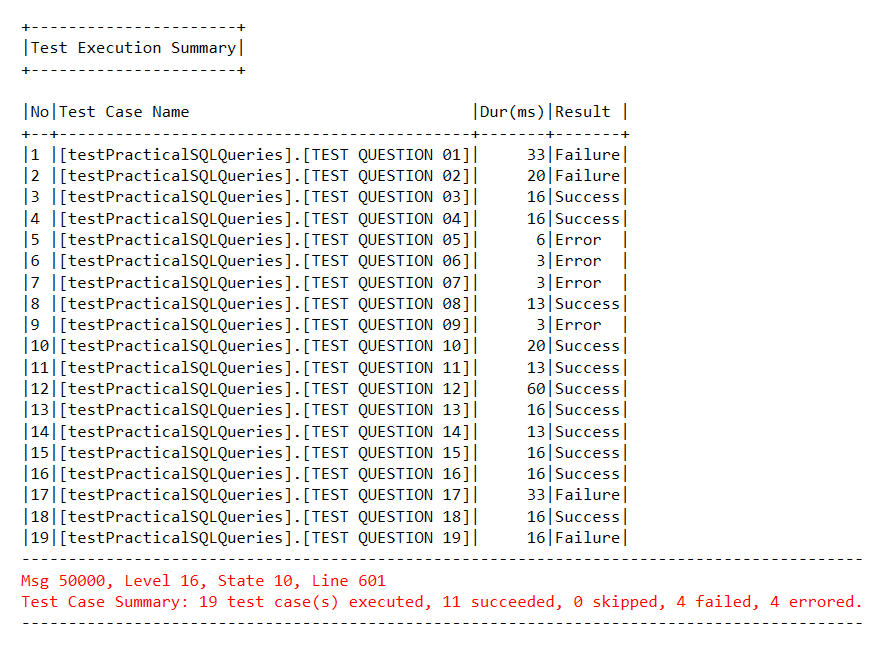 +----------------------+
|Test Execution Summary|
+----------------------+
|No|Test Case Name                                            |Dur(ms)|Result |
+--+--------------------------------------------+-------+-------+
|1 |[testPracticalSQLQueries].[TEST QUESTION 01]|     33|Failure|
|2 |[testPracticalSQLQueries].[TEST QUESTION 02]|     20|Failure|
|3 |[testPracticalSQLQueries].[TEST QUESTION 03]|     16|Success|
|4 |[testPracticalSQLQueries].[TEST QUESTION 04]|     16|Success|
|5 |[testPracticalSQLQueries].[TEST QUESTION 05]|      6|Error  |
|6 |[testPracticalSQLQueries].[TEST QUESTION 06]|      3|Error  |
|7 |[testPracticalSQLQueries].[TEST QUESTION 07]|      3|Error  |
|8 |[testPracticalSQLQueries].[TEST QUESTION 08]|     13|Success|
|9 |[testPracticalSQLQueries].[TEST QUESTION 09]|      3|Error  |
|10|[testPracticalSQLQueries].[TEST QUESTION 10]|     20|Success|
|11|[testPracticalSQLQueries].[TEST QUESTION 11]|     13|Success|
|12|[testPracticalSQLQueries].[TEST QUESTION 12]|     60|Success|
|13|[testPracticalSQLQueries].[TEST QUESTION 13]|     16|Success|
|14|[testPracticalSQLQueries].[TEST QUESTION 14]|     13|Success|
|15|[testPracticalSQLQueries].[TEST QUESTION 15]|     16|Success|
|16|[testPracticalSQLQueries].[TEST QUESTION 16]|     16|Success|
|17|[testPracticalSQLQueries].[TEST QUESTION 17]|     33|Failure|
|18|[testPracticalSQLQueries].[TEST QUESTION 18]|     16|Success|
|19|[testPracticalSQLQueries].[TEST QUESTION 19]|     16|Failure|
-----------------------------------------------------------------------------------------
Msg 50000, Level 16, State 10, Line 601
Test Case Summary: 19 test case(s) executed, 11 succeeded, 0 skipped, 4 failed, 4 errored.
-----------------------------------------------------------------------------------------